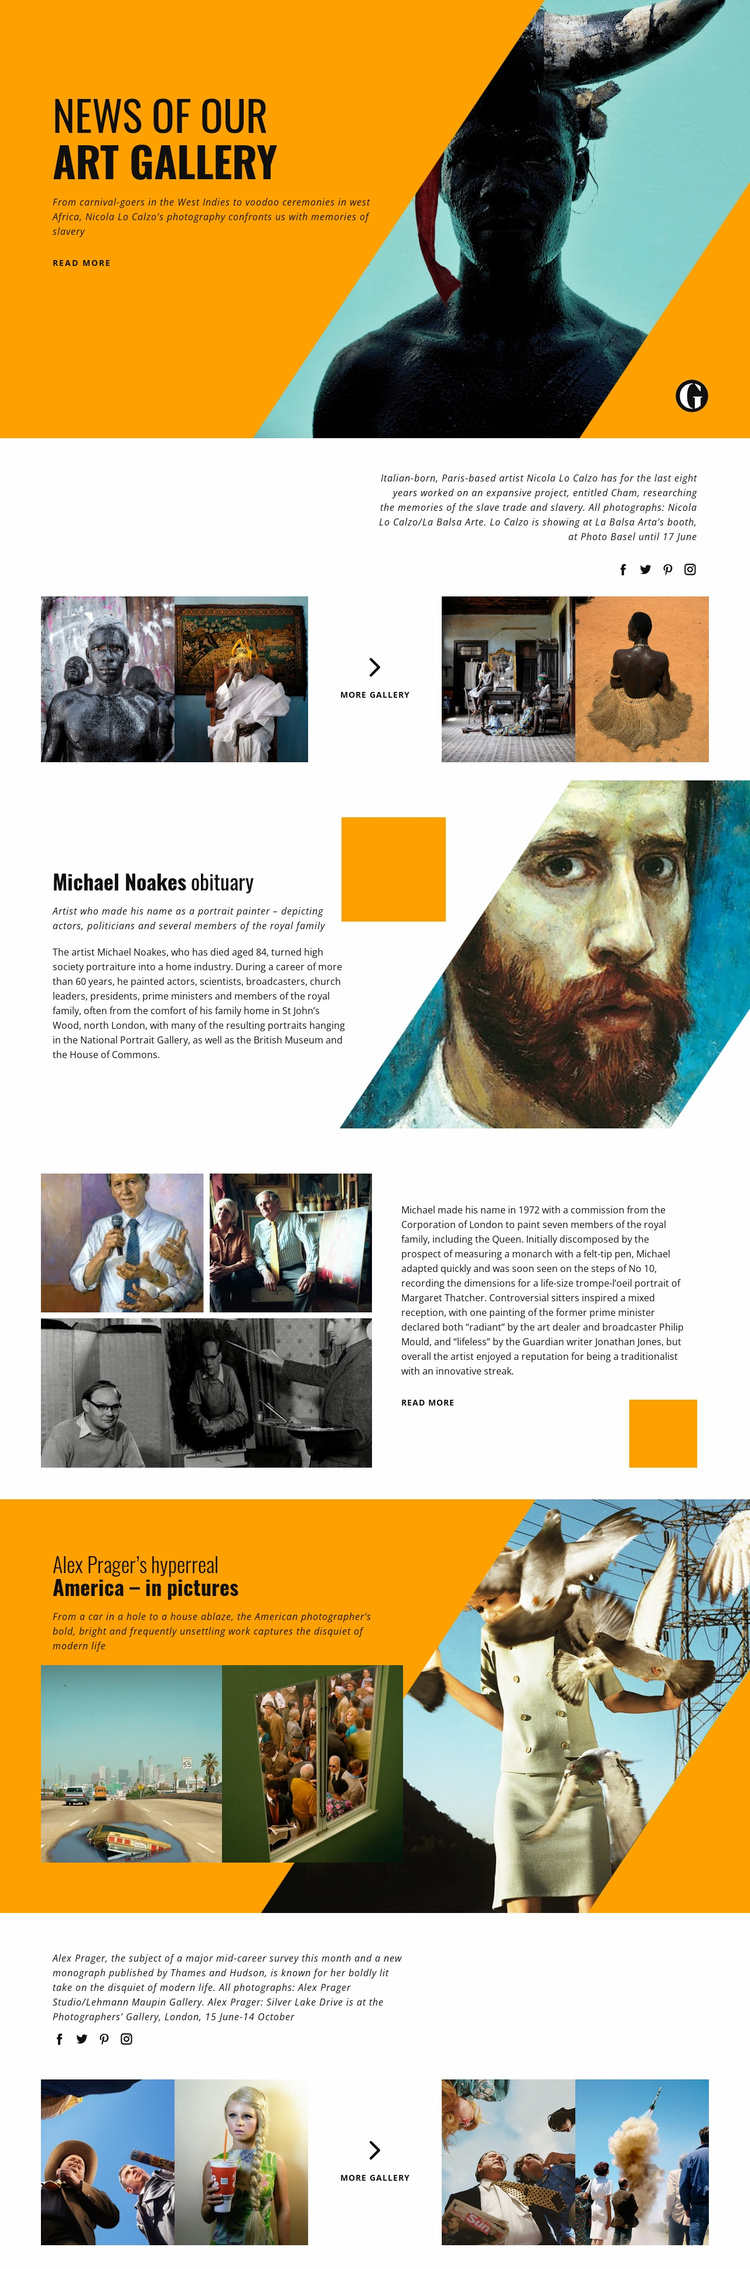 NEWS OF OUR
ART GALLERY
From carnival-goers in the West Indies to voodoo ceremonies in west
Africa, Nicola Lo Calzo's photography confronts us with memories of
slavery
READ MORE
G
Italian-born, Paris-based artist Nicola Lo Calzo has for the last eight
years worked on an expansive project, entitled Cham, researching
the memories of the slave trade and slavery. All photographs: Nicola
Lo Calzo/La Balsa Arte. Lo Calzo is showing at La Balsa Arta's booth,
at Photo Basel until 17 June
MORE GALLERY
Michael Noakes obituary
Artist who made his name as a portrait painter – depicting
actors, politicians and several members of the royal family
The artist Michael Noakes, who has died aged 84, turned high
society portraiture into a home industry. During a career of more
than 60 years, he painted actors, scientists, broadcasters, church
leaders, presidents, prime ministers and members of the royal
family, often from the comfort of his family home in St John's
Wood, north London, with many of the resulting portraits hanging
in the National Portrait Gallery, as well as the British Museum and
the House of Commons.
Michael made his name in 1972 with a commission from the
Corporation of London to paint seven members of the royal
family, including the Queen. Initially discomposed by the
prospect of measuring a monarch with a felt-tip pen, Michael
adapted quickly and was soon seen on the steps of No 10,
recording the dimensions for a life-size trompe-l'oeil portrait of
Margaret Thatcher. Controversial sitters inspired a mixed
reception, with one painting of the former prime minister
declared both “radiant” by the art dealer and broadcaster Philip
Mould, and “lifeless” by the Guardian writer Jonathan Jones, but
overall the artist enjoyed a reputation for being a traditionalist
with an innovative streak.
READ MORE
Alex Prager's hyperreal
America – in pictures
From a car in a hole to a house ablaze, the American photographer's
bold, bright and frequently unsettling work captures the disquiet of
modern life
55
Alex Prager, the subject of a major mid-career survey this month and a new
monograph published by Thames and Hudson, is known for her boldly lit
take on the disquiet of modern life. All photographs: Alex Prager
Studio/Lehmann Maupin Gallery. Alex Prager: Silver Lake Drive is at the
Photographers' Gallery, London, 15 June-14 October
MORE GALLERY
Sun